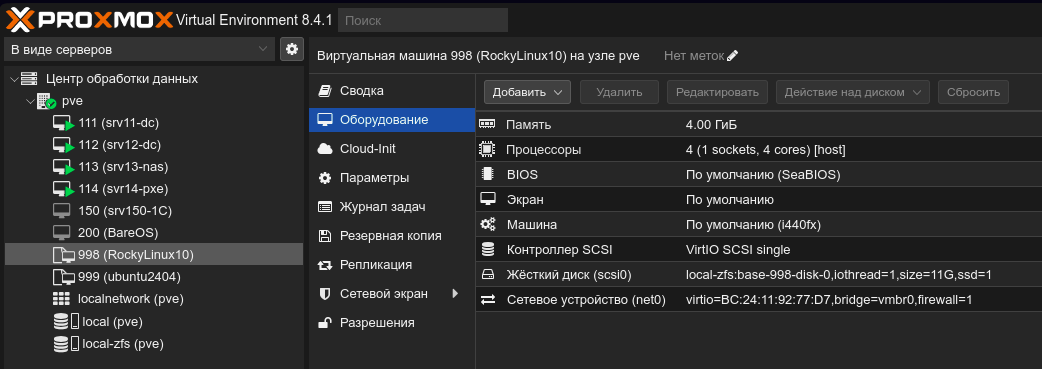 PROXMOX Virtual Environment 8.4.1 Поиск
В виде серверов
Центр обработки данных
pve
111 (srv11-dc)
112 (srv12-dc)
113 (srv13-nas)
114 (svr14-pxe)
150 (srv150-1C)
200 (BareOS)
998 (RockyLinux10)
999 (ubuntu2404)
localnetwork (pve)
local (pve)
local-zfs (pve)
Виртуальная машина 998 (RockyLinux10) на узле pve Нет меток
Сводка
Оборудование
Cloud-Init
Параметры
Журнал задач
Резервная копия
Репликация
Сетевой экран
Разрешения
Добавить Удалить Редактировать Действие над диском Сбросить
Память 4.00 ГиБ
Процессоры 4 (1 sockets, 4 cores) [host]
BIOS По умолчанию (SeaBIOS)
Экран По умолчанию
Машина По умолчанию (i440fx)
Контроллер SCSI VirtIO SCSI single
Жёсткий диск (scsi0) local-zfs:base-998-disk-0,iothread=1,size=11G,ssd=1
Сетевое устройство (net0) virtio=BC:24:11:92:77:D7,bridge=vmbr0,firewall=1